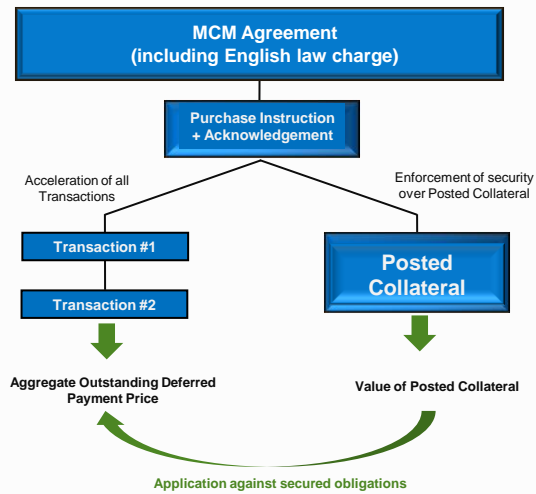 MCM Agreement
(including English law charge)
Purchase Instruction
+ Acknowledgement
Acceleration of all
Transactions
Enforcement of security
over Posted Collateral
Transaction #1
Transaction #2
Posted
Collateral
Aggregate Outstanding Deferred
Payment Price
Value of Posted Collateral
Application against secured obligations